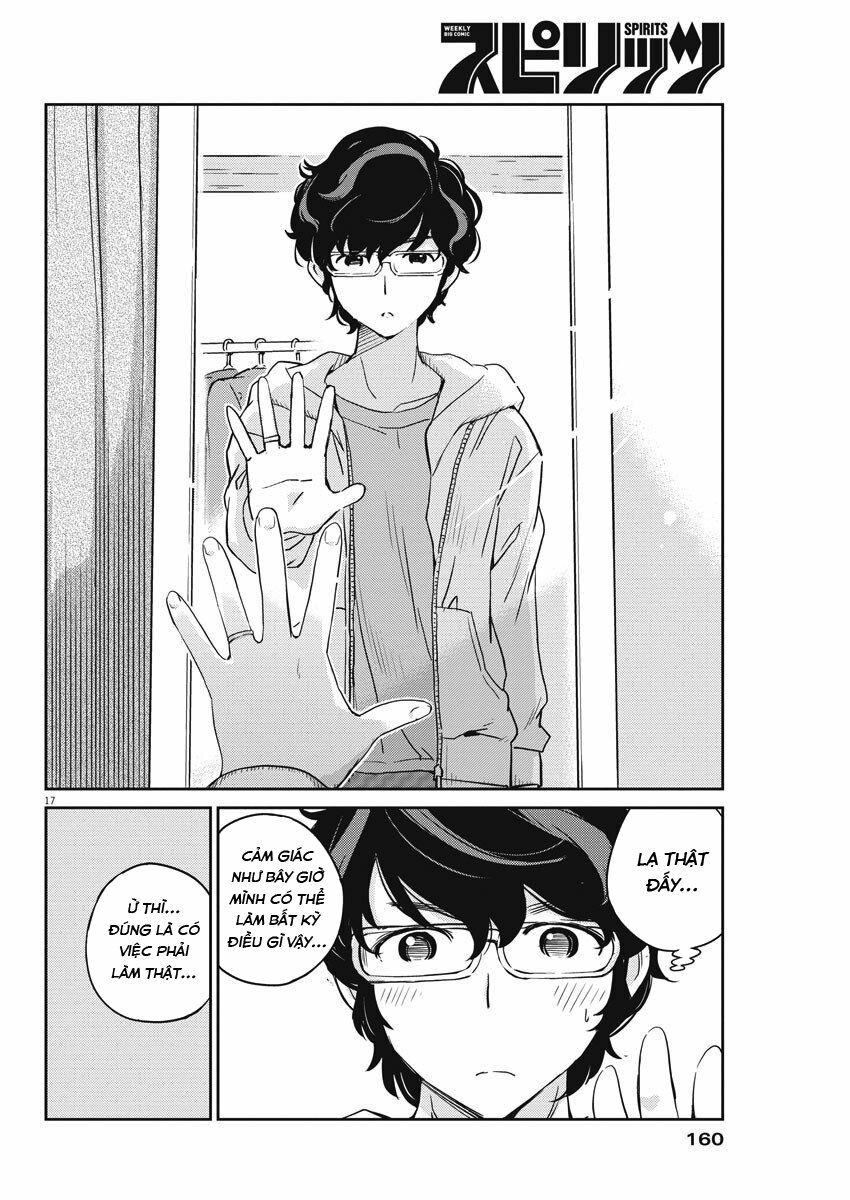 WEEKLY
BIG COMIC
スピリッツ
SPIRITS
17
LẠ THẬT
ĐẤY...
CẢM GIÁC
NHƯ BÂY GIỜ
MÌNH CÓ THỂ
LÀM BẤT KỲ
ĐIỀU GÌ VẬY...
Ừ THÌ...
ĐÚNG LÀ CÓ
VIỆC PHẢI
LÀM THẬT...
160